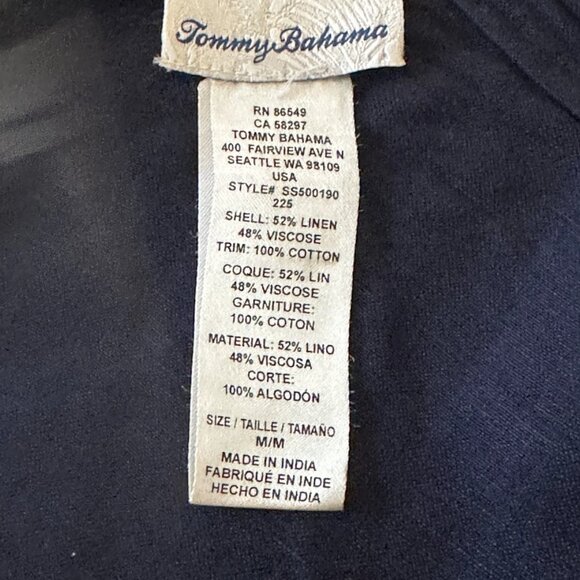 Tommy Bahama
RN 86549
CA 58297
TOMMY BAHAMA
400 FAIRVIEW AVE N
SEATTLE WA 98109
USA
STYLE# SS500190
225
SHELL: 52% LINEN
48% VISCOSE
TRIM: 100% COTTON
COQUE: 52% LIN
48% VISCOSE
GARNITURE:
100% COTON
MATERIAL: 52% LINO
48% VISCOSA
CORTE:
100% ALGODÓN
SIZE / TAILLE / TAMAÑO
M/M
MADE IN INDIA
FABRIQUÉ EN INDE
HECHO EN INDIA